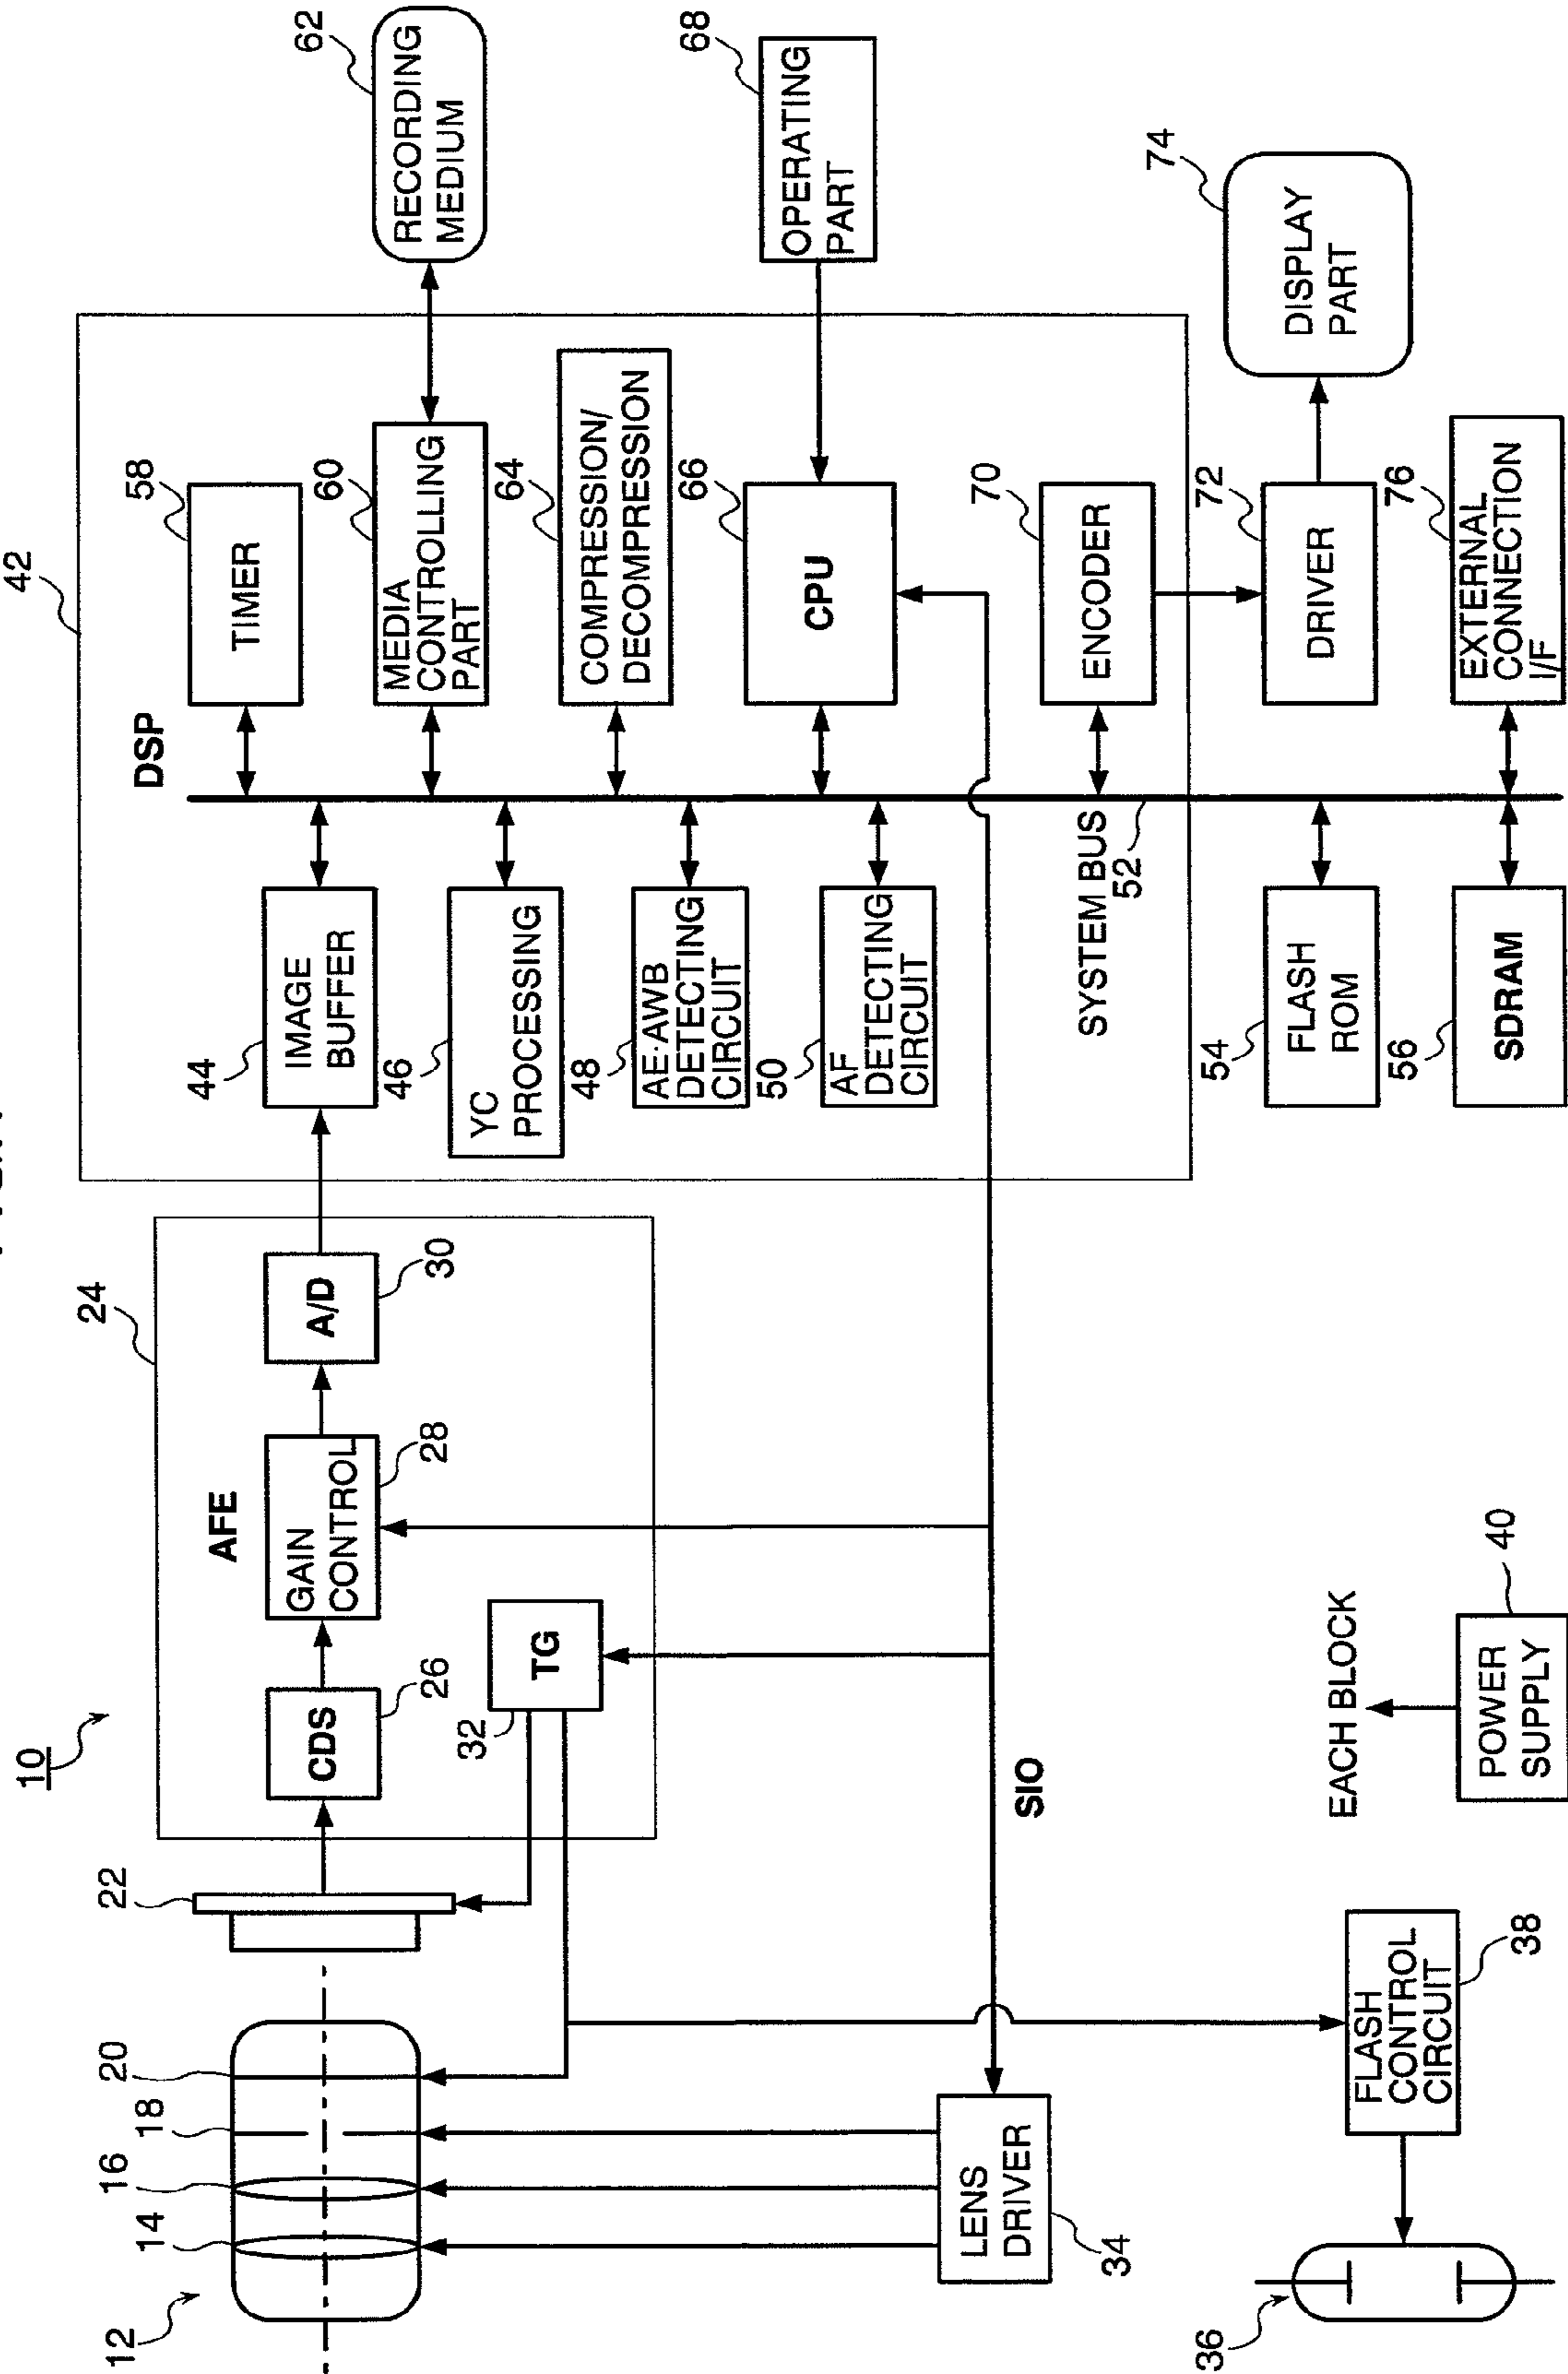 10
12
14
16
18
20
22
24
AFE
CDS
26
GAIN
CONTROL
28
A/D
30
TG
32
LENS
DRIVER
34
36
FLASH
CONTROL
CIRCUIT
38
EACH BLOCK
POWER
SUPPLY
40
SIO
42
DSP
44
IMAGE
BUFFER
46
YC
PROCESSING
48
AE·AWB
DETECTING
CIRCUIT
50
AF
DETECTING
CIRCUIT
SYSTEM BUS
52
54
FLASH
ROM
56
SDRAM
58
TIMER
60
MEDIA
CONTROLLING
PART
62
RECORDING
MEDIUM
64
COMPRESSION/
DECOMPRESSION
66
CPU
68
OPERATING
PART
70
ENCODER
72
DRIVER
74
DISPLAY
PART
76
EXTERNAL
CONNECTION
I/F